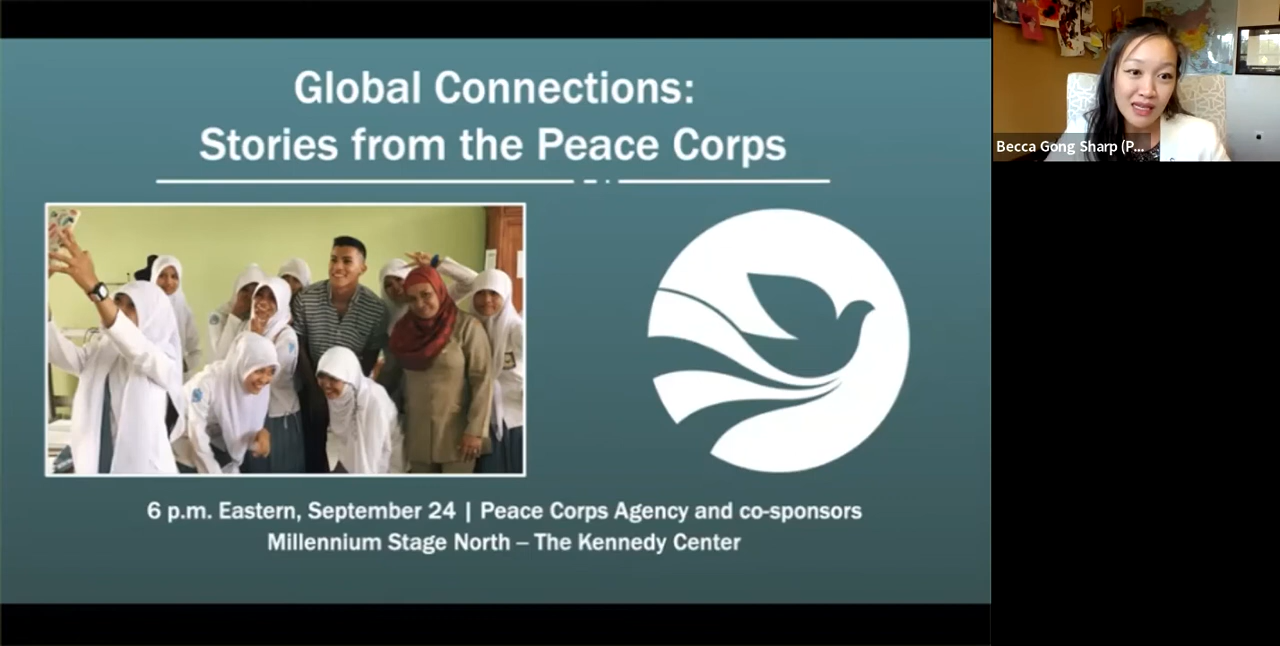 Global Connections:
Stories from the Peace Corps
6 p.m. Eastern, September 24 | Peace Corps Agency and co-sponsors
Millennium Stage North – The Kennedy Center
Becca Gong Sharp (P...